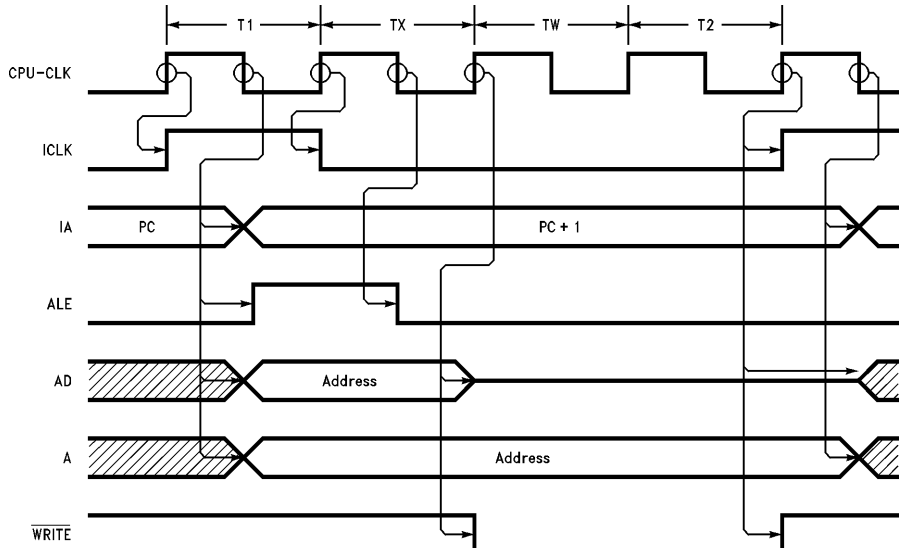 T1 TX TW T2
CPU-CLK
ICLK
IA PC PC + 1
ALE
AD Address
A Address
WRITE